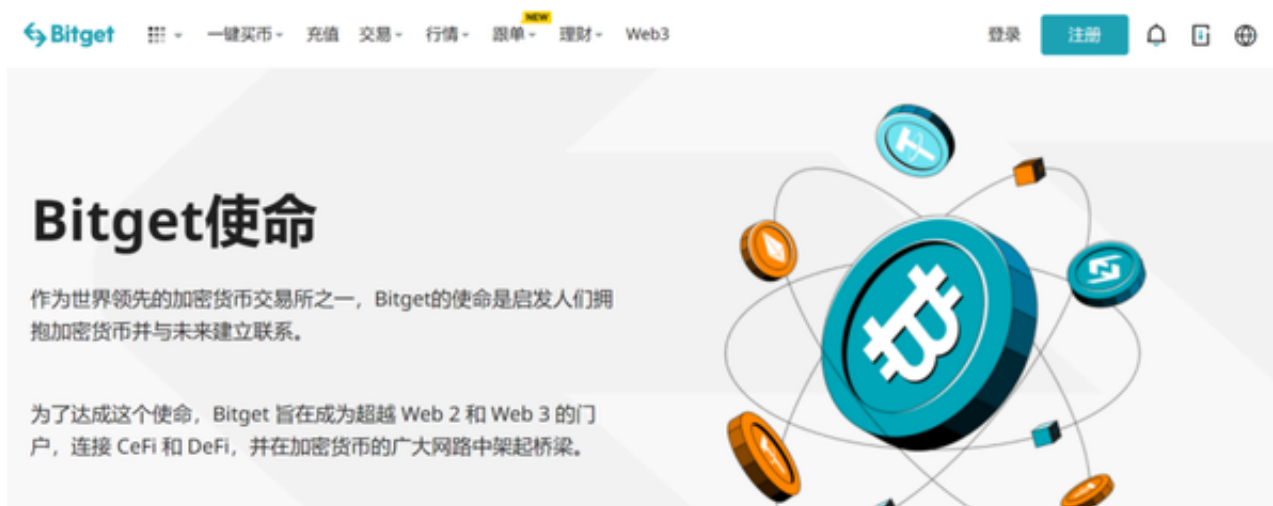 Bitget 一键买币 充值 交易 行情 跟单 NEW 理财 Web3 登录 注册
Bitget使命
作为世界领先的加密货币交易所之一，Bitget的使命是启发人们拥
抱加密货币并与未来建立联系。
为了达成这个使命，Bitget 旨在成为超越 Web 2 和 Web 3 的门
户，连接 CeFi 和 DeFi，并在加密货币的广大网路中架起桥梁。